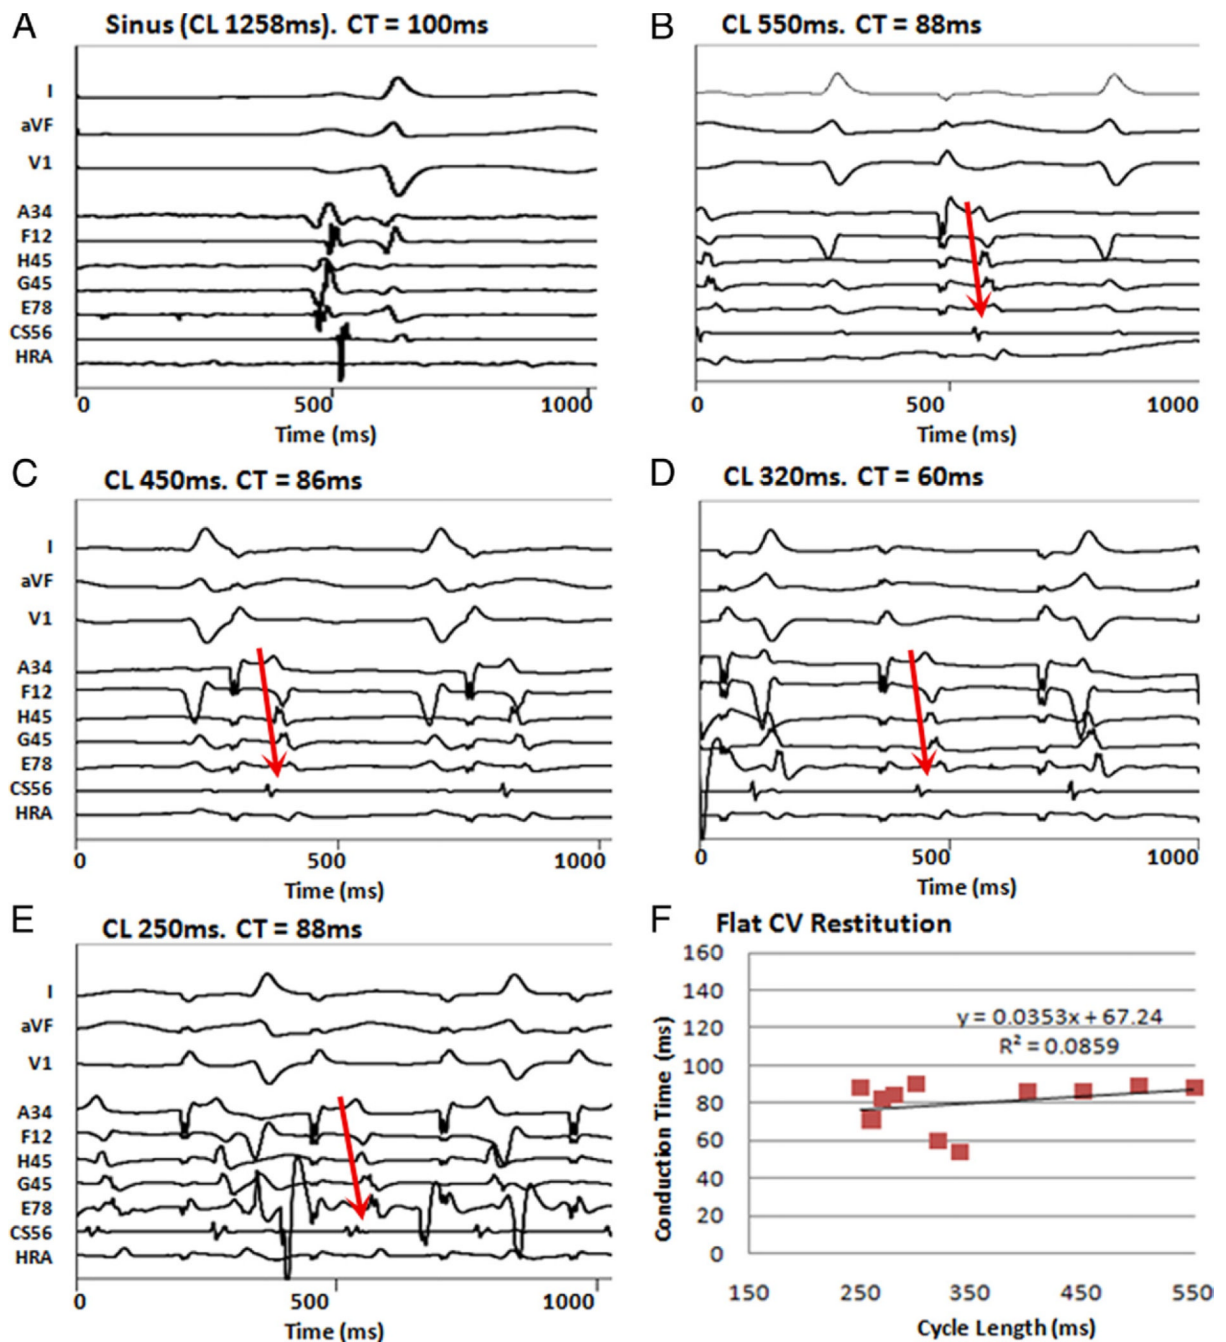 A
Sinus (CL 1258ms). CT = 100ms
I
aVF
V1
A34
F12
H45
G45
E78
CS56
HRA
0 500 1000
Time (ms)
B
CL 550ms. CT = 88ms
0 500 1000
Time (ms)
C
CL 450ms. CT = 86ms
I
aVF
V1
A34
F12
H45
G45
E78
CS56
HRA
0 500 1000
Time (ms)
D
CL 320ms. CT = 60ms
0 500 1000
Time (ms)
E
CL 250ms. CT = 88ms
I
aVF
V1
A34
F12
H45
G45
E78
CS56
HRA
0 500 1000
Time (ms)
F
Flat CV Restitution
Conduction Time (ms)
160
140
120
100
80
60
40
20
0
y = 0.0353x + 67.24
R² = 0.0859
150 250 350 450 550
Cycle Length (ms)